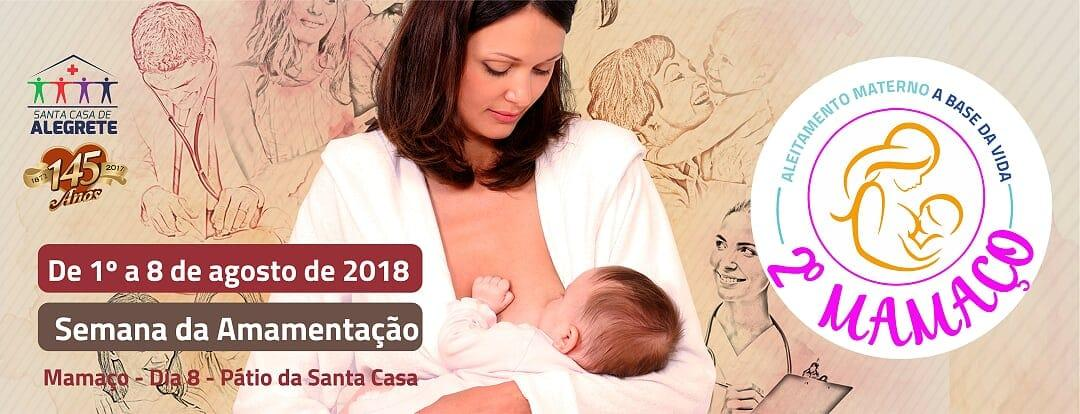 SANTA CASA DE
ALEGRETE
145
2017
Anos
De 1º a 8 de agosto de 2018
Semana da Amamentação
Mamaço - Dia 8 - Pátio da Santa Casa
ALEITAMENTO MATERNO A BASE DA VIDA
2º MAMAÇO